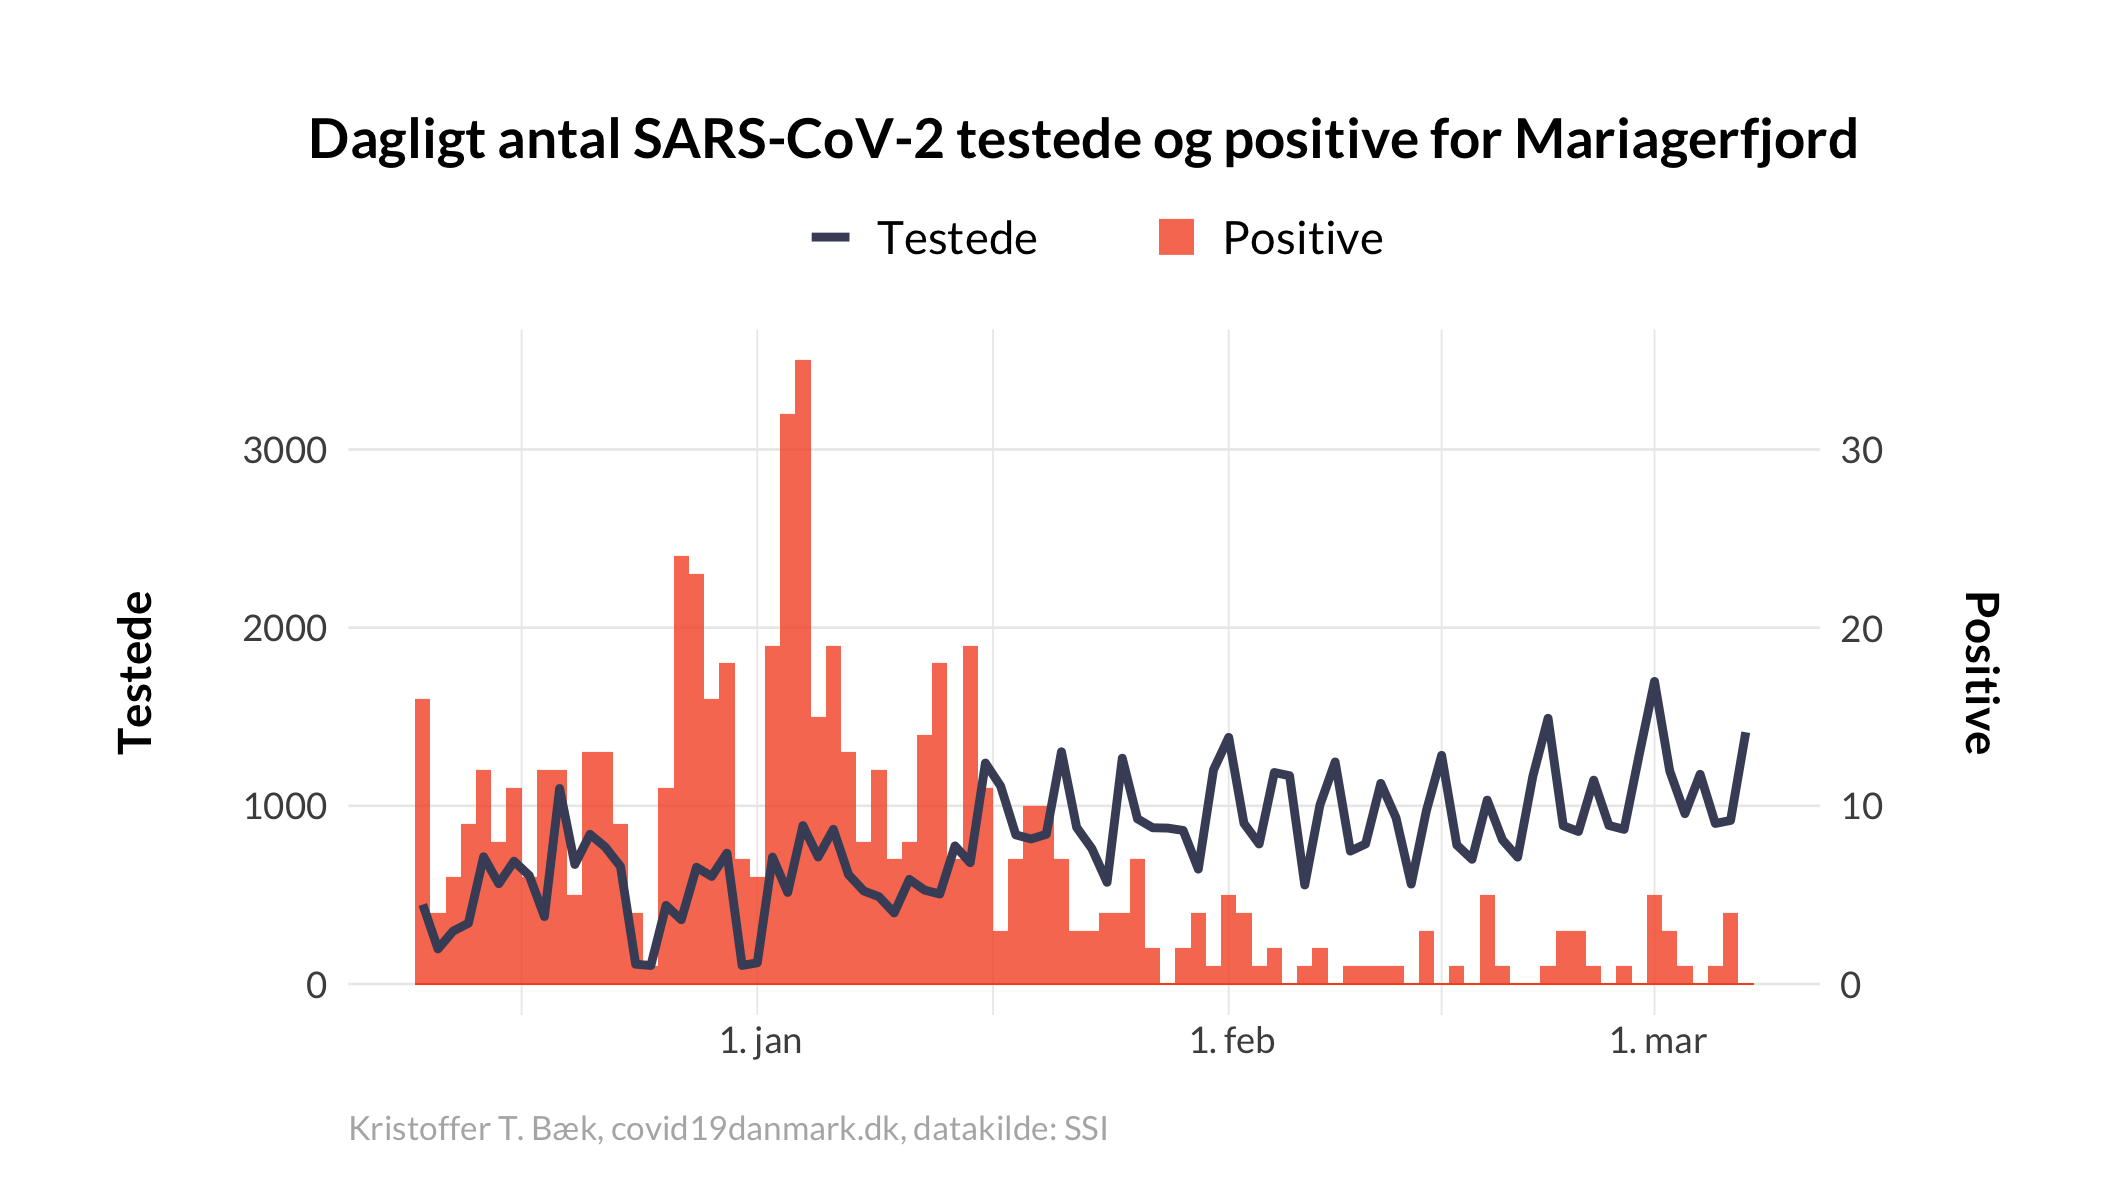 Dagligt antal SARS-CoV-2 testede og positive for Mariagerfjord
Testede
Positive
3000
2000
1000
0
30
20
10
0
Testede
Positive
1. jan
1. feb
1. mar
Kristoffer T. Bæk, covid19danmark.dk, datakilde: SSI